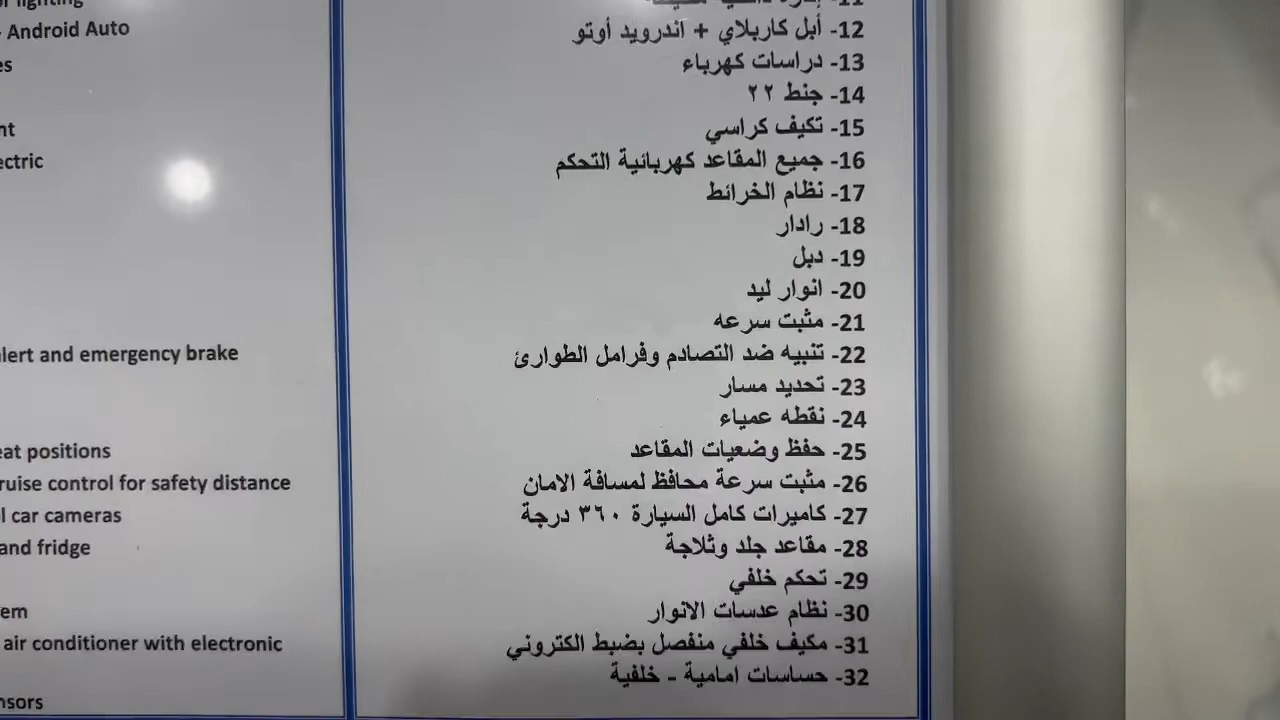 - Android Auto
es
nt
ectric
alert and emergency brake
eat positions
ruise control for safety distance
l car cameras
and fridge
em
air conditioner with electronic
nsors
12- أبل كاربلاي + اندرويد أوتو
13- دراسات كهرباء
14- جنط ٢٢
15- تكيف كراسي
16- جميع المقاعد كهربائية التحكم
17- نظام الخرائط
18- رادار
19- دبل
20- انوار ليد
21- مثبت سرعه
22- تنبيه ضد التصادم وفرامل الطوارئ
23- تحديد مسار
24- نقطه عمياء
25- حفظ وضعيات المقاعد
26- مثبت سرعة محافظ لمسافة الامان
27- كاميرات كامل السيارة ٣٦٠ درجة
28- مقاعد جلد وثلاجة
29- تحكم خلفي
30- نظام عدسات الانوار
31- مكيف خلفي منفصل بضبط الكتروني
32- حساسات امامية - خلفية